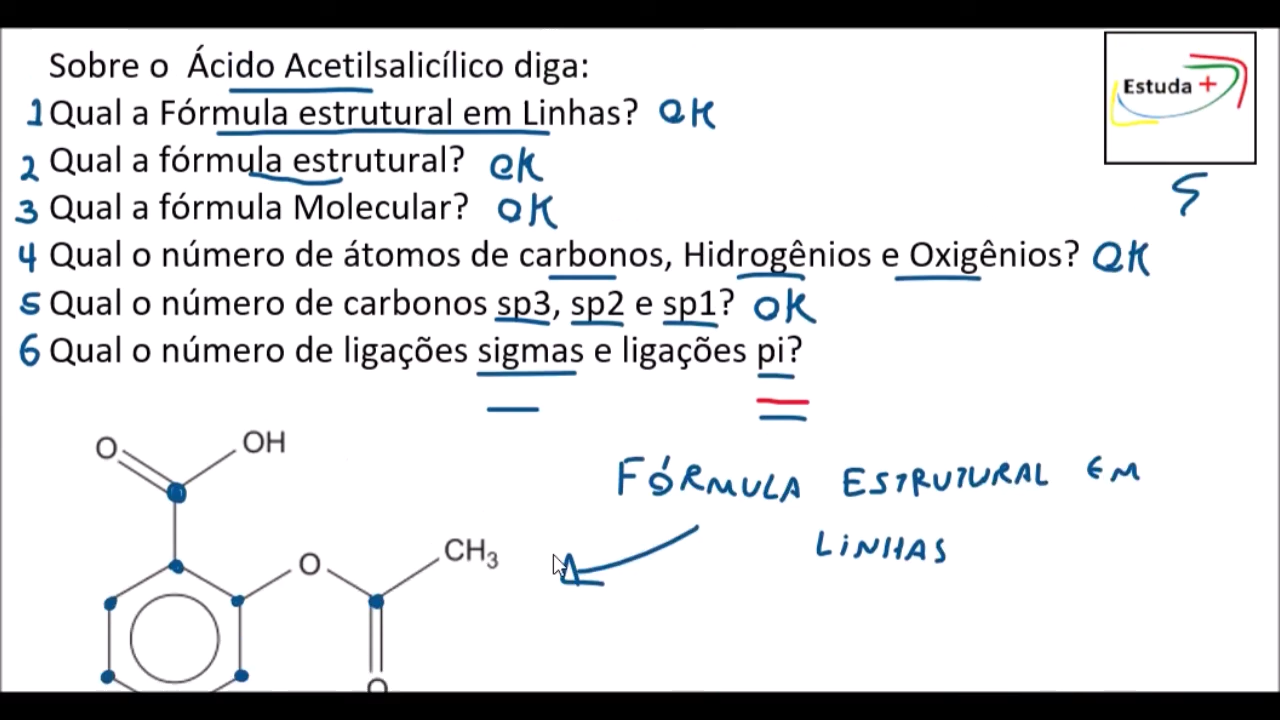 Sobre o Ácido Acetilsalicílico diga:
Estuda +
1 Qual a Fórmula estrutural em Linhas? OK
2 Qual a fórmula estrutural? OK
3 Qual a fórmula Molecular? OK
4 Qual o número de átomos de carbonos, Hidrogênios e Oxigênios? OK
5 Qual o número de carbonos sp3, sp2 e sp1? OK
6 Qual o número de ligações sigmas e ligações pi?
O OH
FÓRMULA ESTRUTURAL EM
LINHAS
O CH3
O